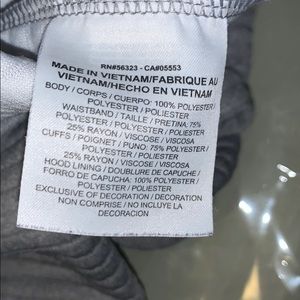 RN#56323 - CA#05553
MADE IN VIETNAM/FABRIQUE AU
VIETNAM/HECHO EN VIETNAM
BODY / CORPS / CUERPO: 100% POLYESTER /
POLYESTER / POLIESTER
WAISTBAND / TAILLE / PRETINA: 75%
POLYESTER / POLYESTER / POLIESTER
25% RAYON / VISCOSE / VISCOSA
CUFFS / POIGNET / PUNO: 75% POLYESTER /
POLYESTER / POLIESTER
25% RAYON / VISCOSE / VISCOSA
HOOD LINING / DOUBLURE DE CAPUCHE /
FORRO DE CAPUCHA: 100% POLYESTER /
POLYESTER / POLIESTER
EXCLUSIVE OF DECORATION / DECORATION
NON COMPRISE / NO INCLUYE LA
DECORACION